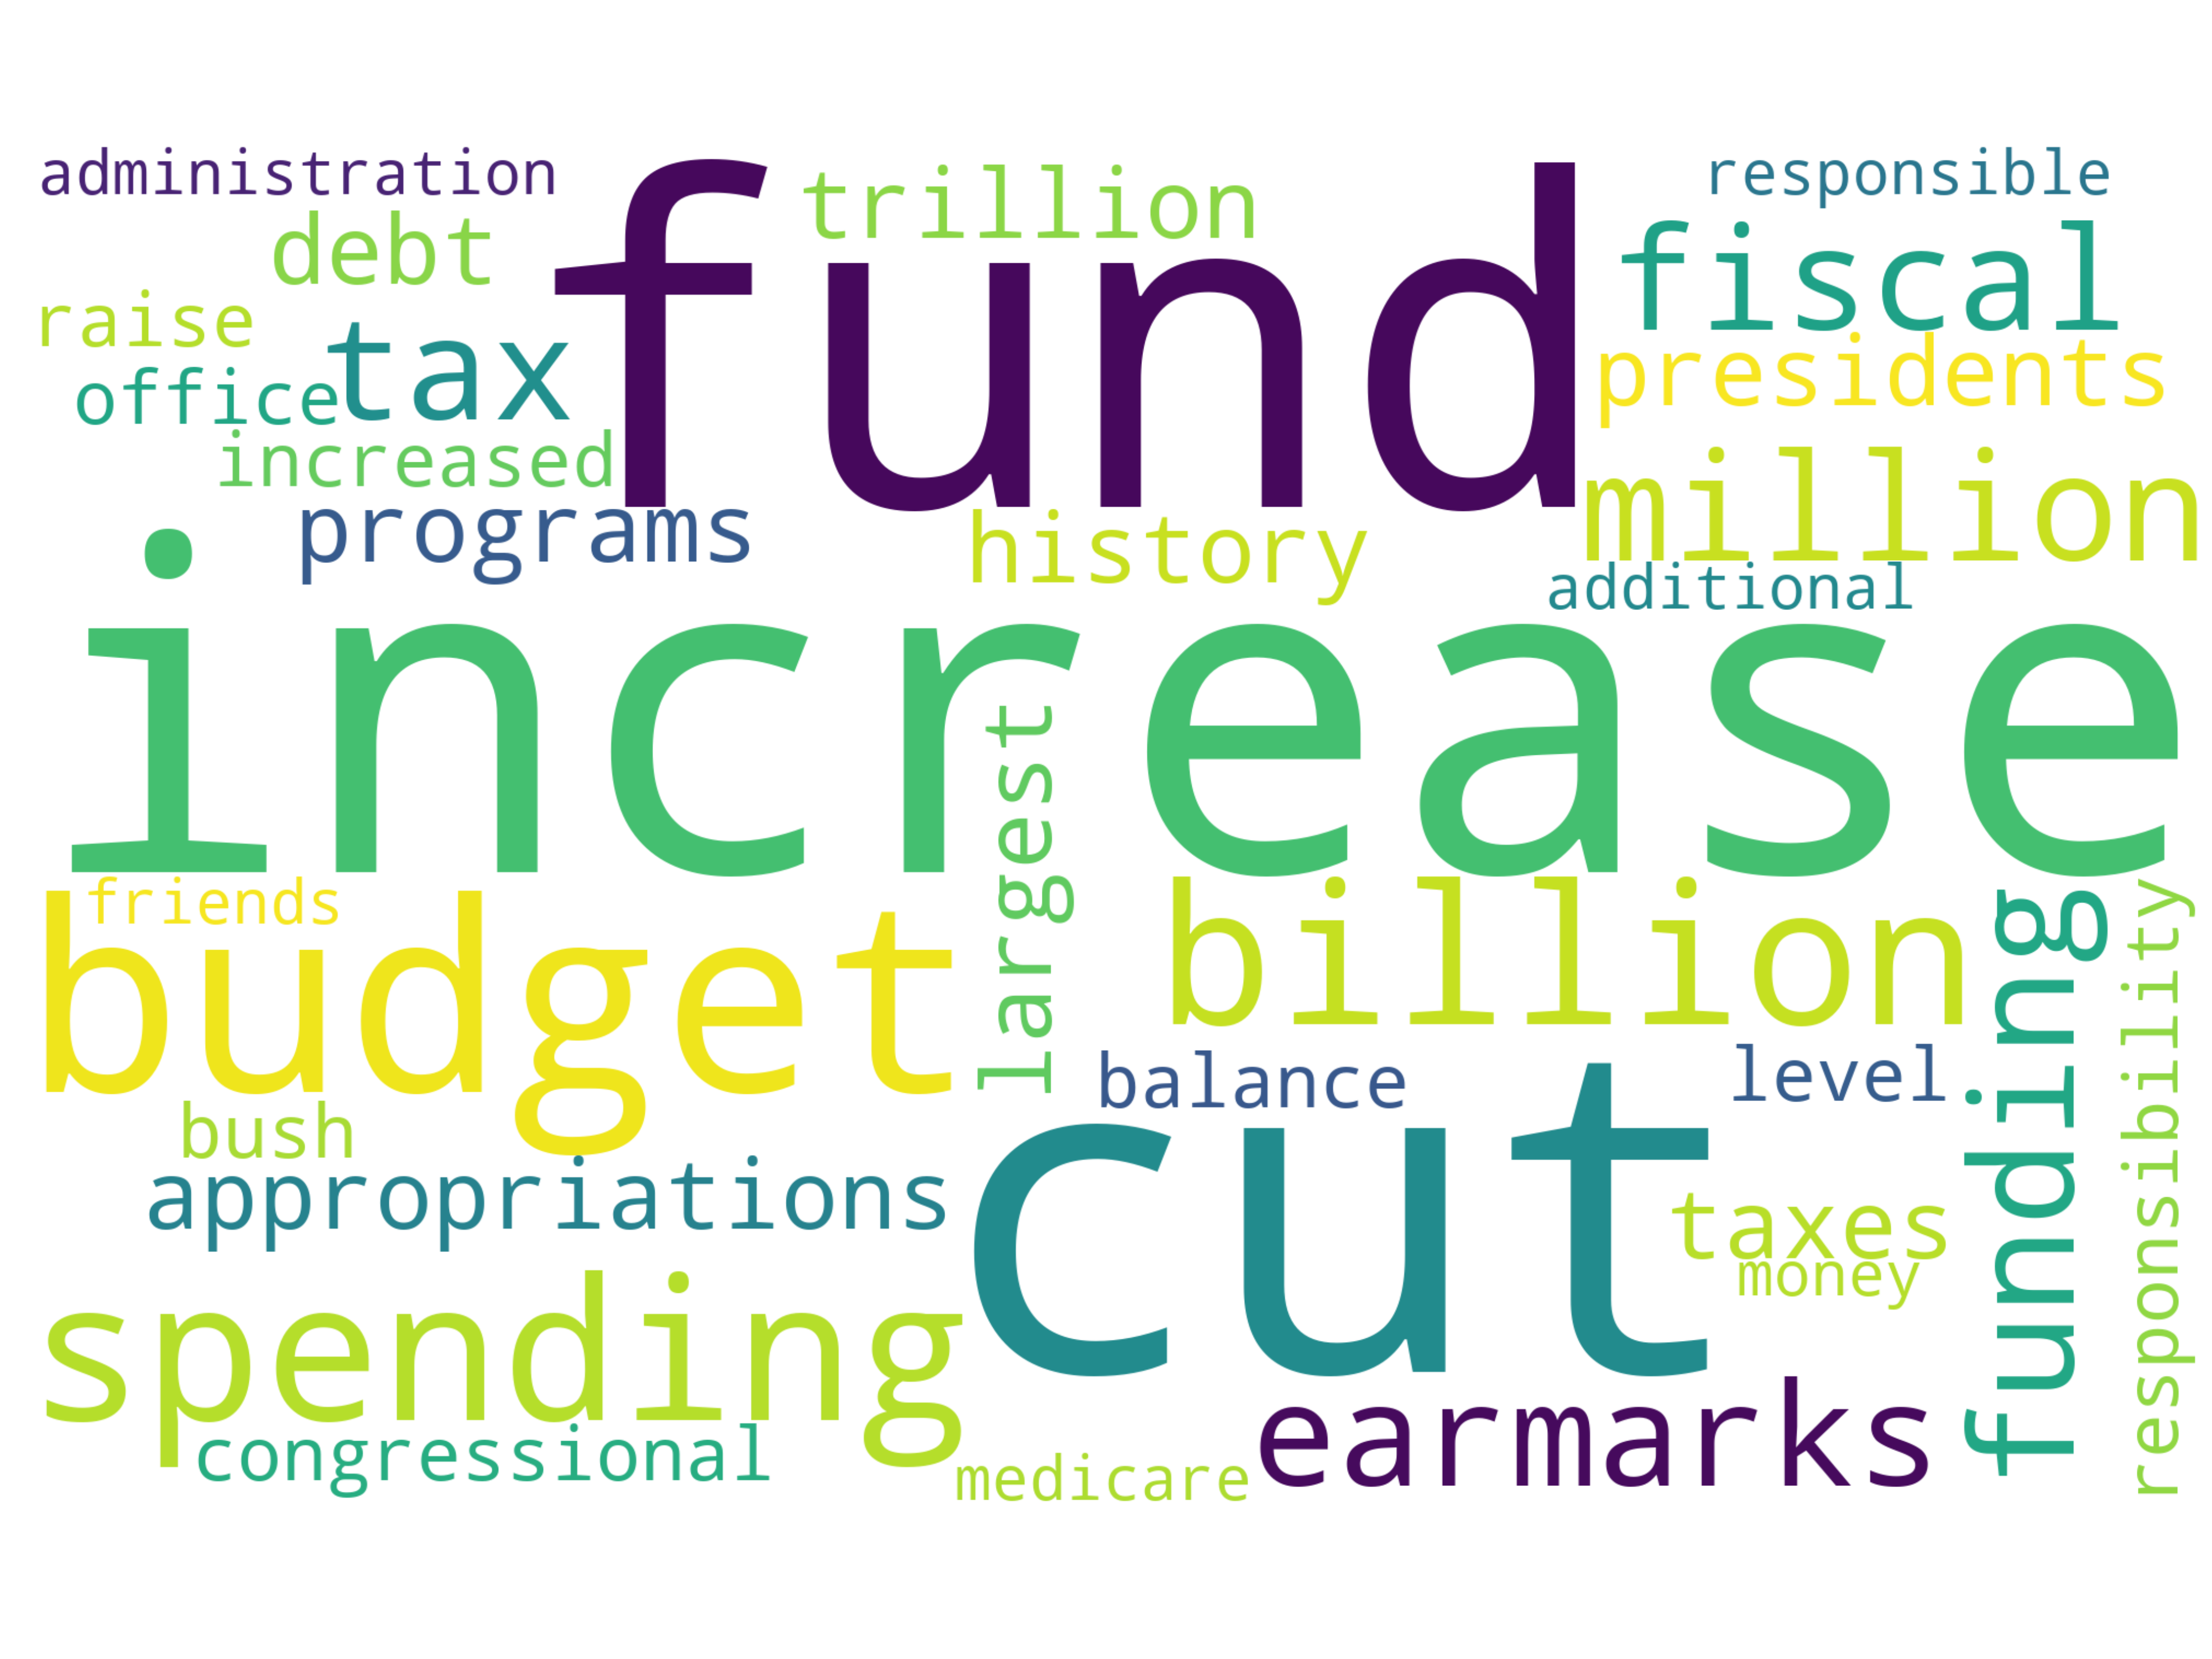 administration
fund
trillion
responsible
debt
fiscal
raise
tax
presidents
office
increased
million
programs
history
additional
increase
largest
friends
budget
billion
funding
responsibility
balance
level
bush
cut
appropriations
taxes
money
spending
earmarks
congressional
medicare